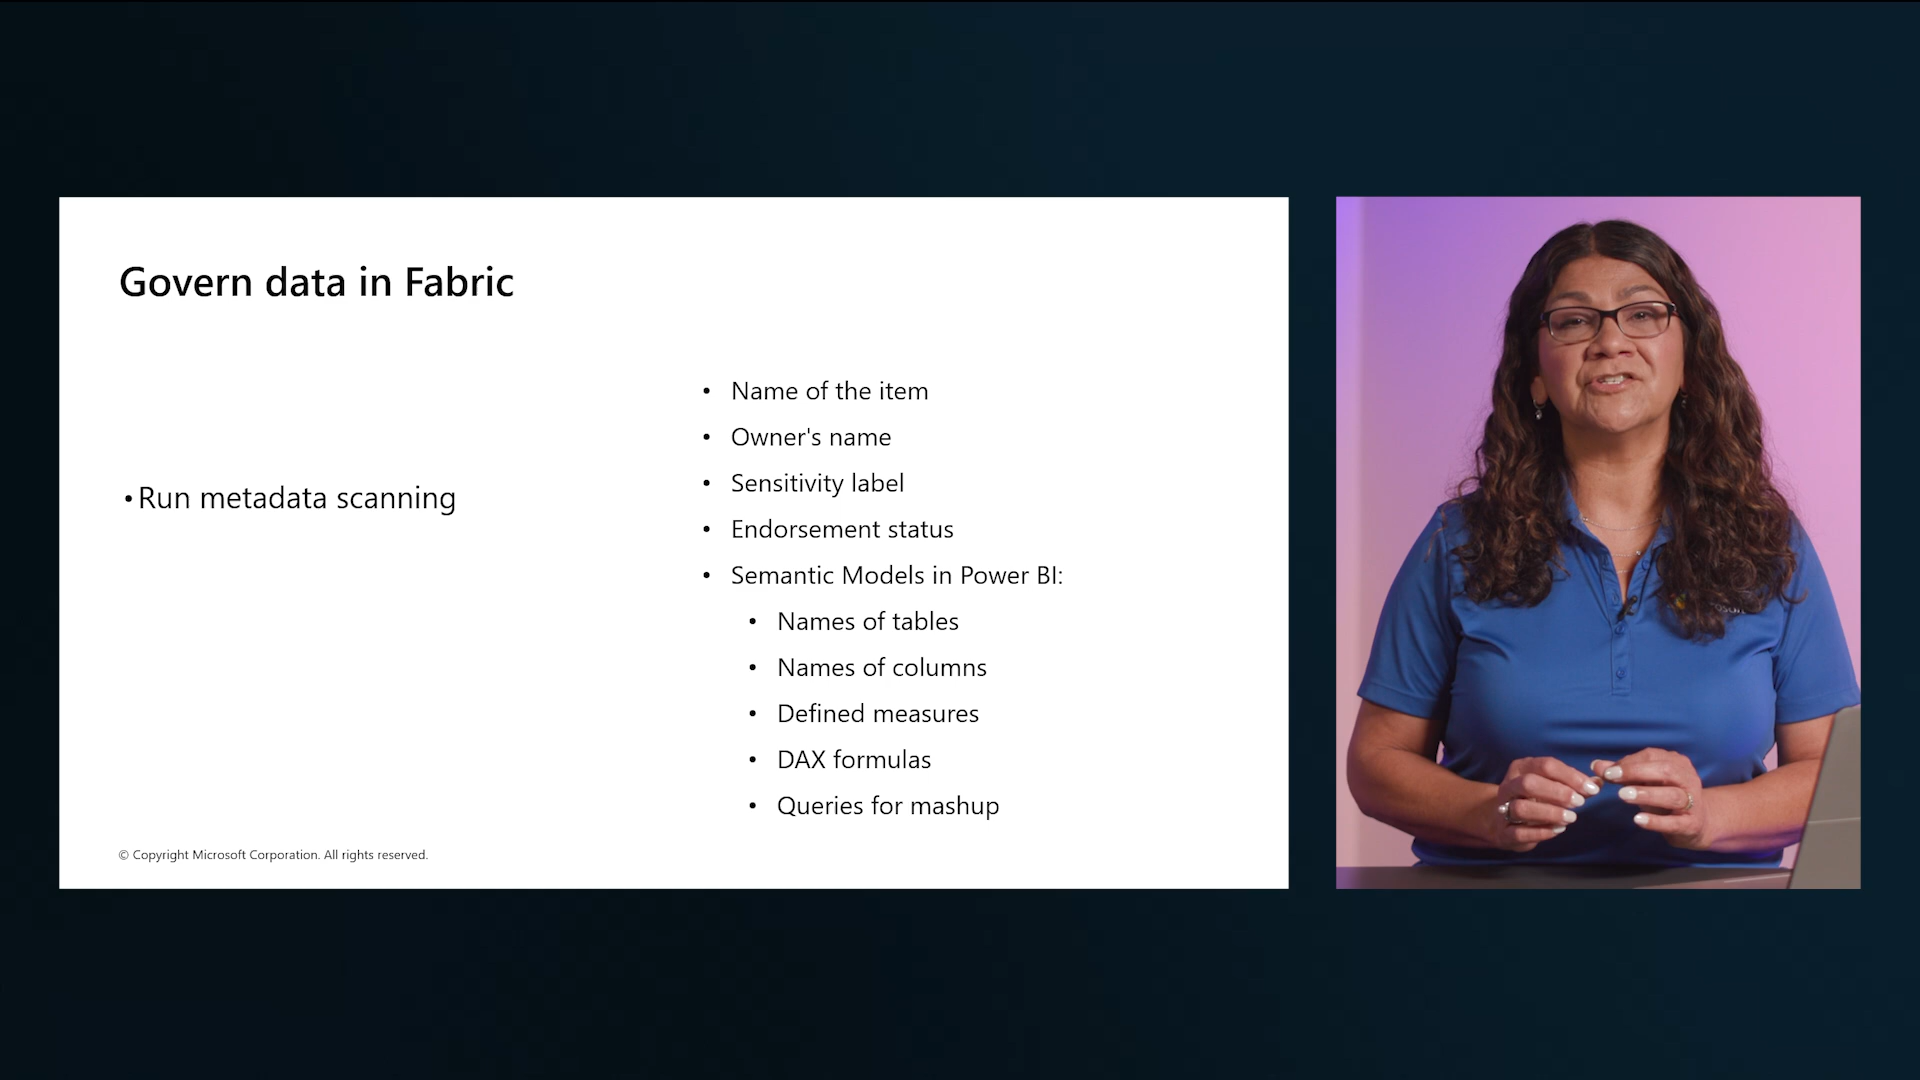 Govern data in Fabric
• Run metadata scanning
• Name of the item
• Owner's name
• Sensitivity label
• Endorsement status
• Semantic Models in Power BI:
• Names of tables
• Names of columns
• Defined measures
• DAX formulas
• Queries for mashup
© Copyright Microsoft Corporation. All rights reserved.